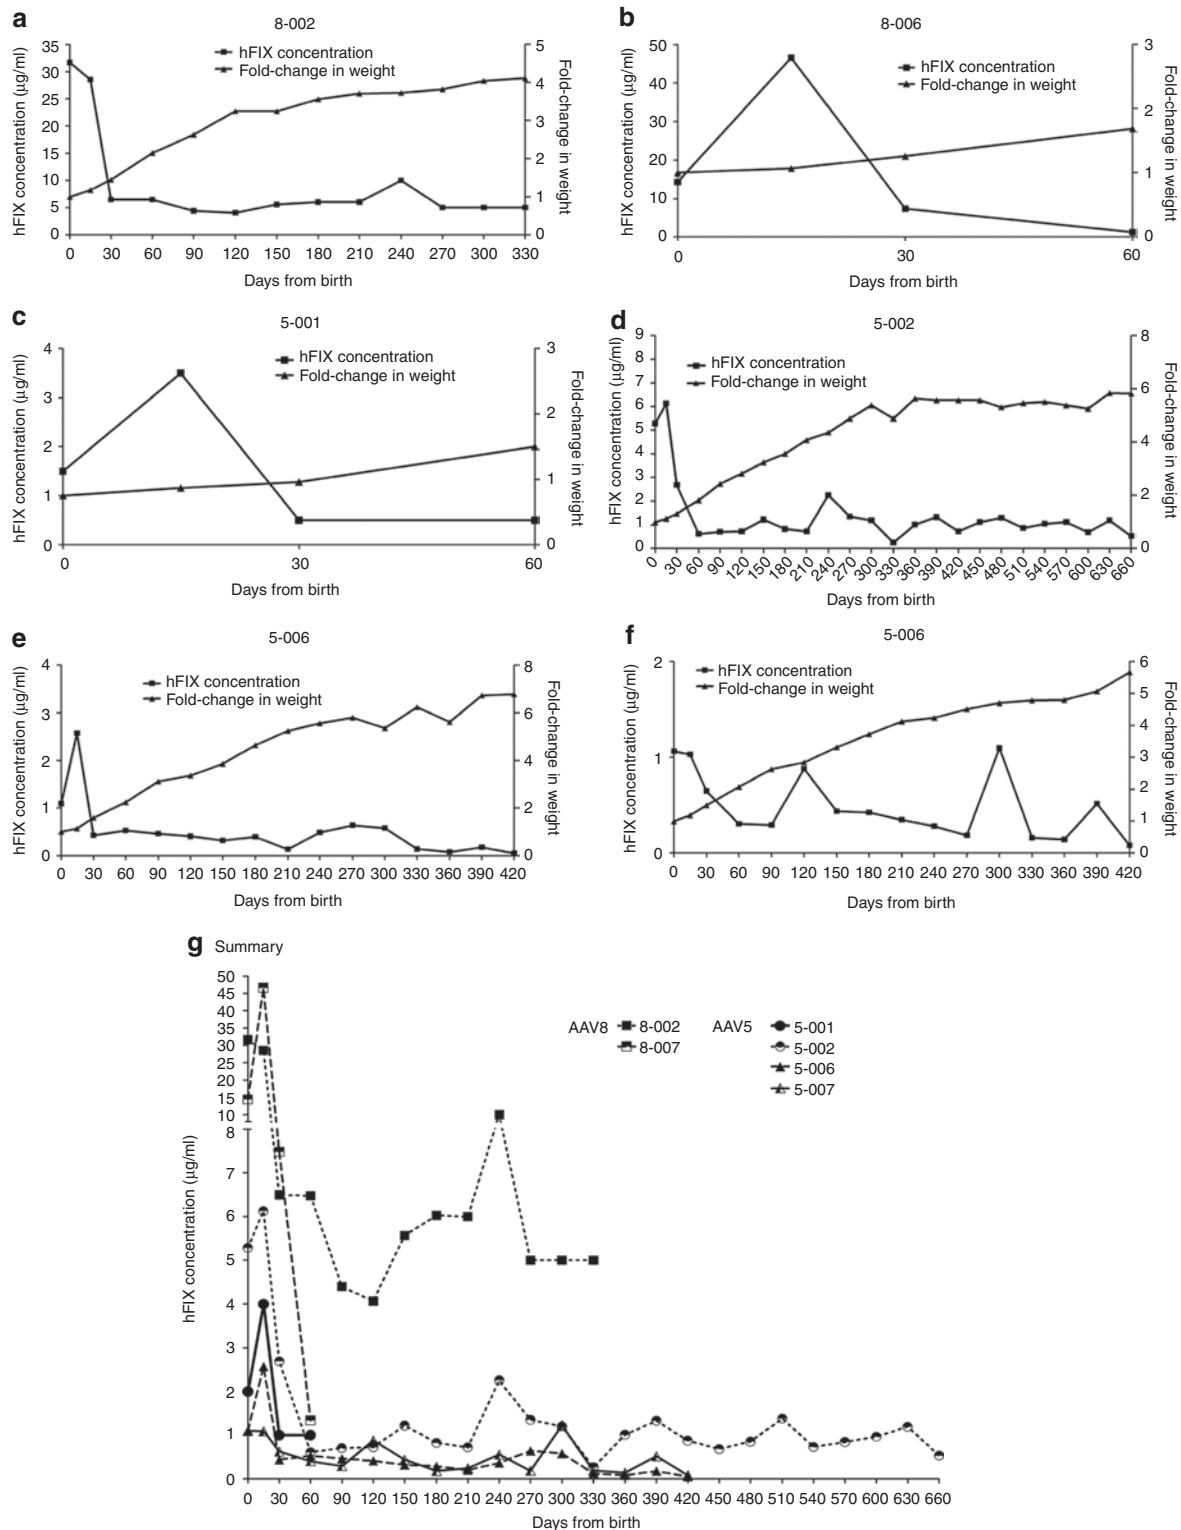 a
8-002
hFIX concentration (µg/ml)
35
30
25
20
15
10
5
0
hFIX concentration
Fold-change in weight
5
4
3
2
1
0
Fold-change in weight
0 30 60 90 120 150 180 210 240 270 300 330
Days from birth
b
8-006
hFIX concentration (µg/ml)
50
40
30
20
10
0
hFIX concentration
Fold-change in weight
3
2
1
0
Fold-change in weight
0 30 60
Days from birth
c
5-001
hFIX concentration (µg/ml)
4
3
2
1
0
hFIX concentration
Fold-change in weight
3
2
1
0
Fold-change in weight
0 30 60
Days from birth
d
5-002
hFIX concentration (µg/ml)
9
8
7
6
5
4
3
2
1
0
hFIX concentration
Fold-change in weight
8
6
4
2
0
Fold-change in weight
0 30 60 90 120 150 180 210 240 270 300 330 360 390 420 450 480 510 540 570 600 630 660
Days from birth
e
5-006
hFIX concentration (µg/ml)
4
3
2
1
0
hFIX concentration
Fold-change in weight
8
6
4
2
0
Fold-change in weight
0 30 60 90 120 150 180 210 240 270 300 330 360 390 420
Days from birth
f
5-006
hFIX concentration (µg/ml)
2
1
0
hFIX concentration
Fold-change in weight
6
5
4
3
2
1
0
Fold-change in weight
0 30 60 90 120 150 180 210 240 270 300 330 360 390 420
Days from birth
g Summary
hFIX concentration (µg/ml)
50
45
40
35
30
25
20
15
10
8
7
6
5
4
3
2
1
0
AAV8 8-002
8-007
AAV5 5-001
5-002
5-006
5-007
0 30 60 90 120 150 180 210 240 270 300 330 360 390 420 450 480 510 540 570 600 630 660
Days from birth